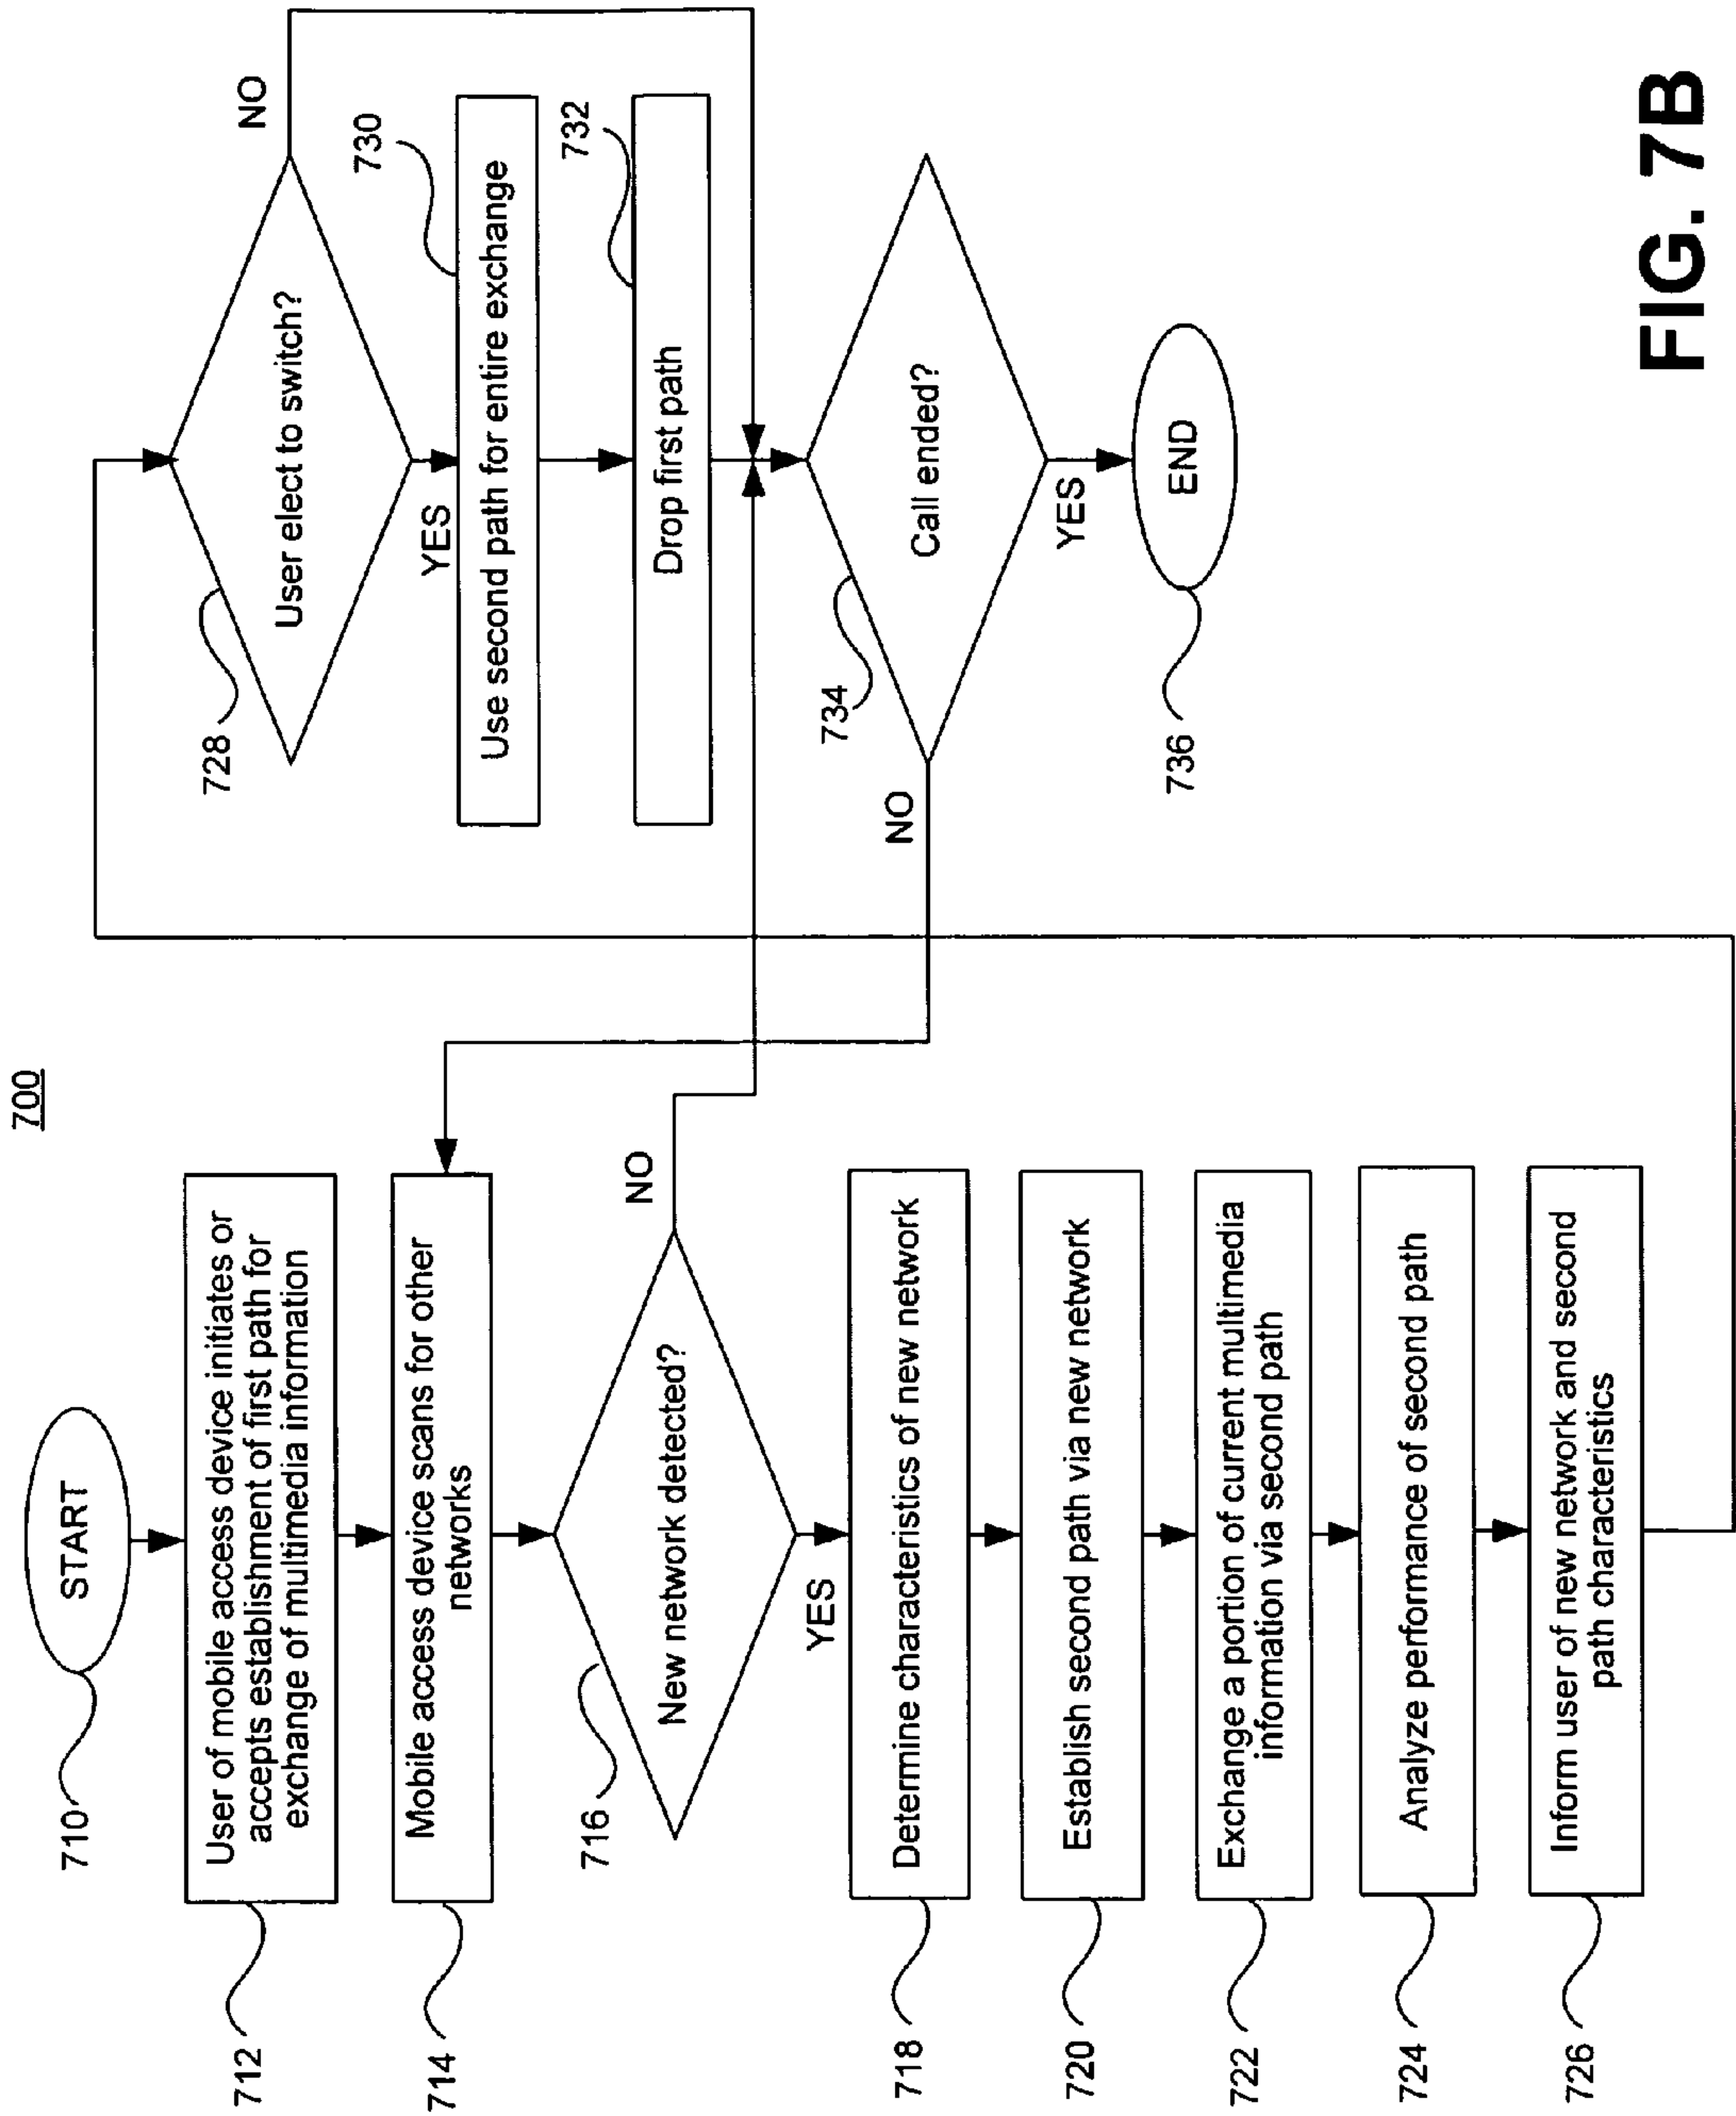 700
START
710
User of mobile access device initiates or
accepts establishment of first path for
exchange of multimedia information
712
Mobile access device scans for other
networks
714
New network detected?
716
NO
YES
Determine characteristics of new network
718
Establish second path via new network
720
Exchange a portion of current multimedia
information via second path
722
Analyze performance of second path
724
Inform user of new network and second
path characteristics
726
User elect to switch?
728
NO
YES
Use second path for entire exchange
730
Drop first path
732
Call ended?
734
NO
YES
END
736
FIG. 7B